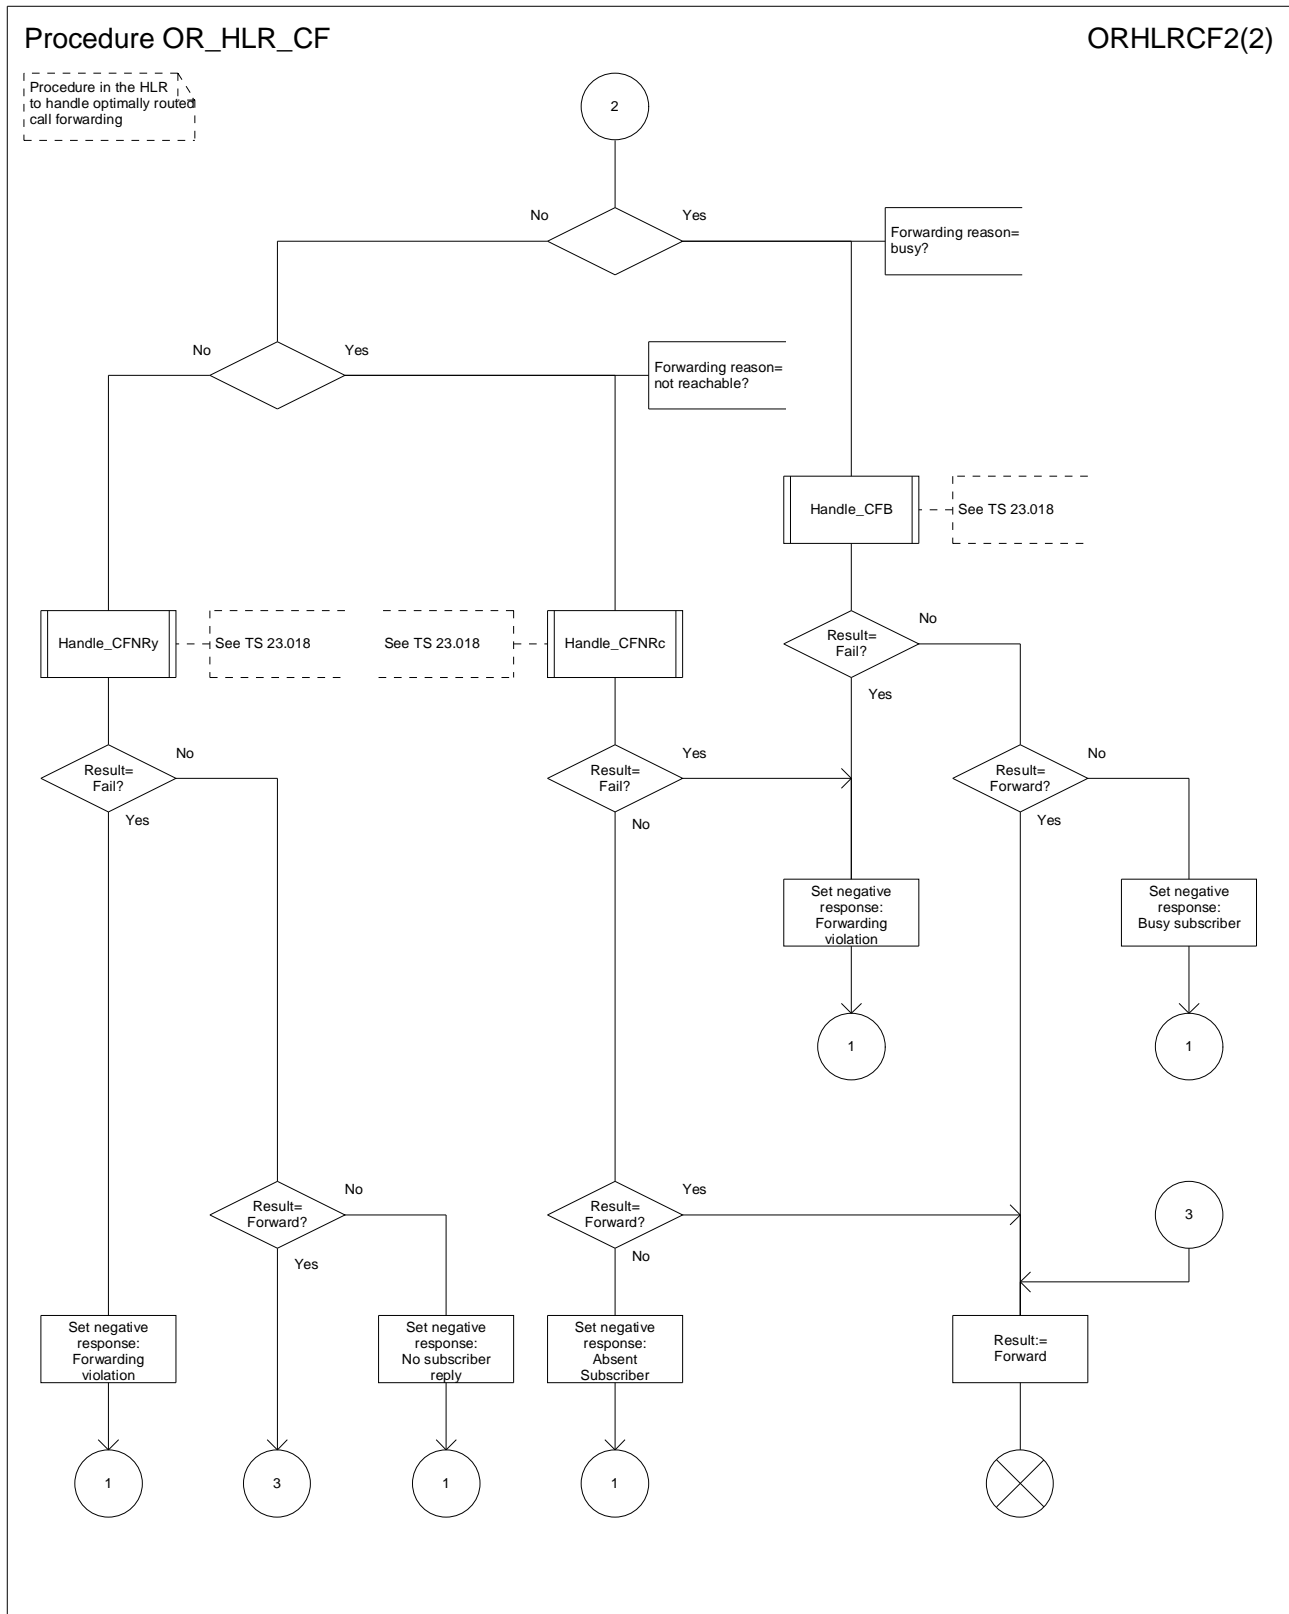 Procedure OR_HLR_CF
ORHLRCF2(2)
Procedure in the HLR
to handle optimally routed
call forwarding
2
No
Yes
Forwarding reason=
busy?
No
Yes
Forwarding reason=
not reachable?
Handle_CFB
See TS 23.018
Handle_CFNRy
See TS 23.018
See TS 23.018
Handle_CFNRc
Result=
Fail?
No
Yes
Result=
Fail?
No
Yes
Result=
Fail?
Yes
No
Result=
Forward?
No
Yes
Set negative
response:
Forwarding
violation
Set negative
response:
Busy subscriber
1
1
Result=
Forward?
No
Yes
Result=
Forward?
Yes
No
3
Set negative
response:
Forwarding
violation
Set negative
response:
No subscriber
reply
Set negative
response:
Absent
Subscriber
Result:=
Forward
1
3
1
1